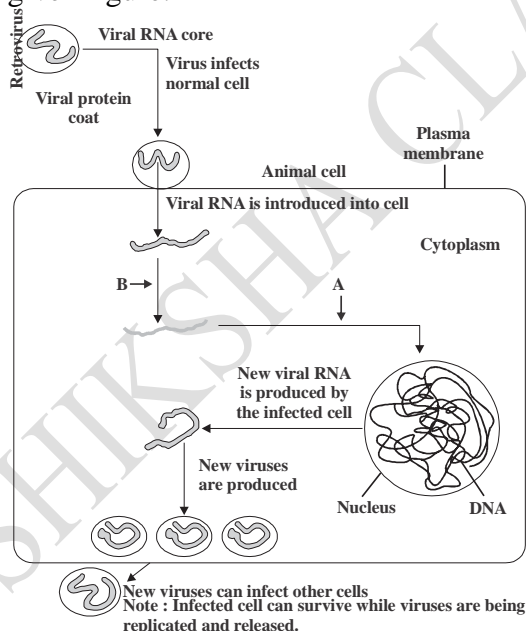 Retrovirus
Viral RNA core
Virus infects
normal cell
Viral protein
coat
Plasma
membrane
Animal cell
Viral RNA is introduced into cell
Cytoplasm
B
A
New viral RNA
is produced by
the infected cell
New viruses
are produced
Nucleus
DNA
New viruses can infect other cells
Note : Infected cell can survive while viruses are being
replicated and released.
SHIKSHA CLA